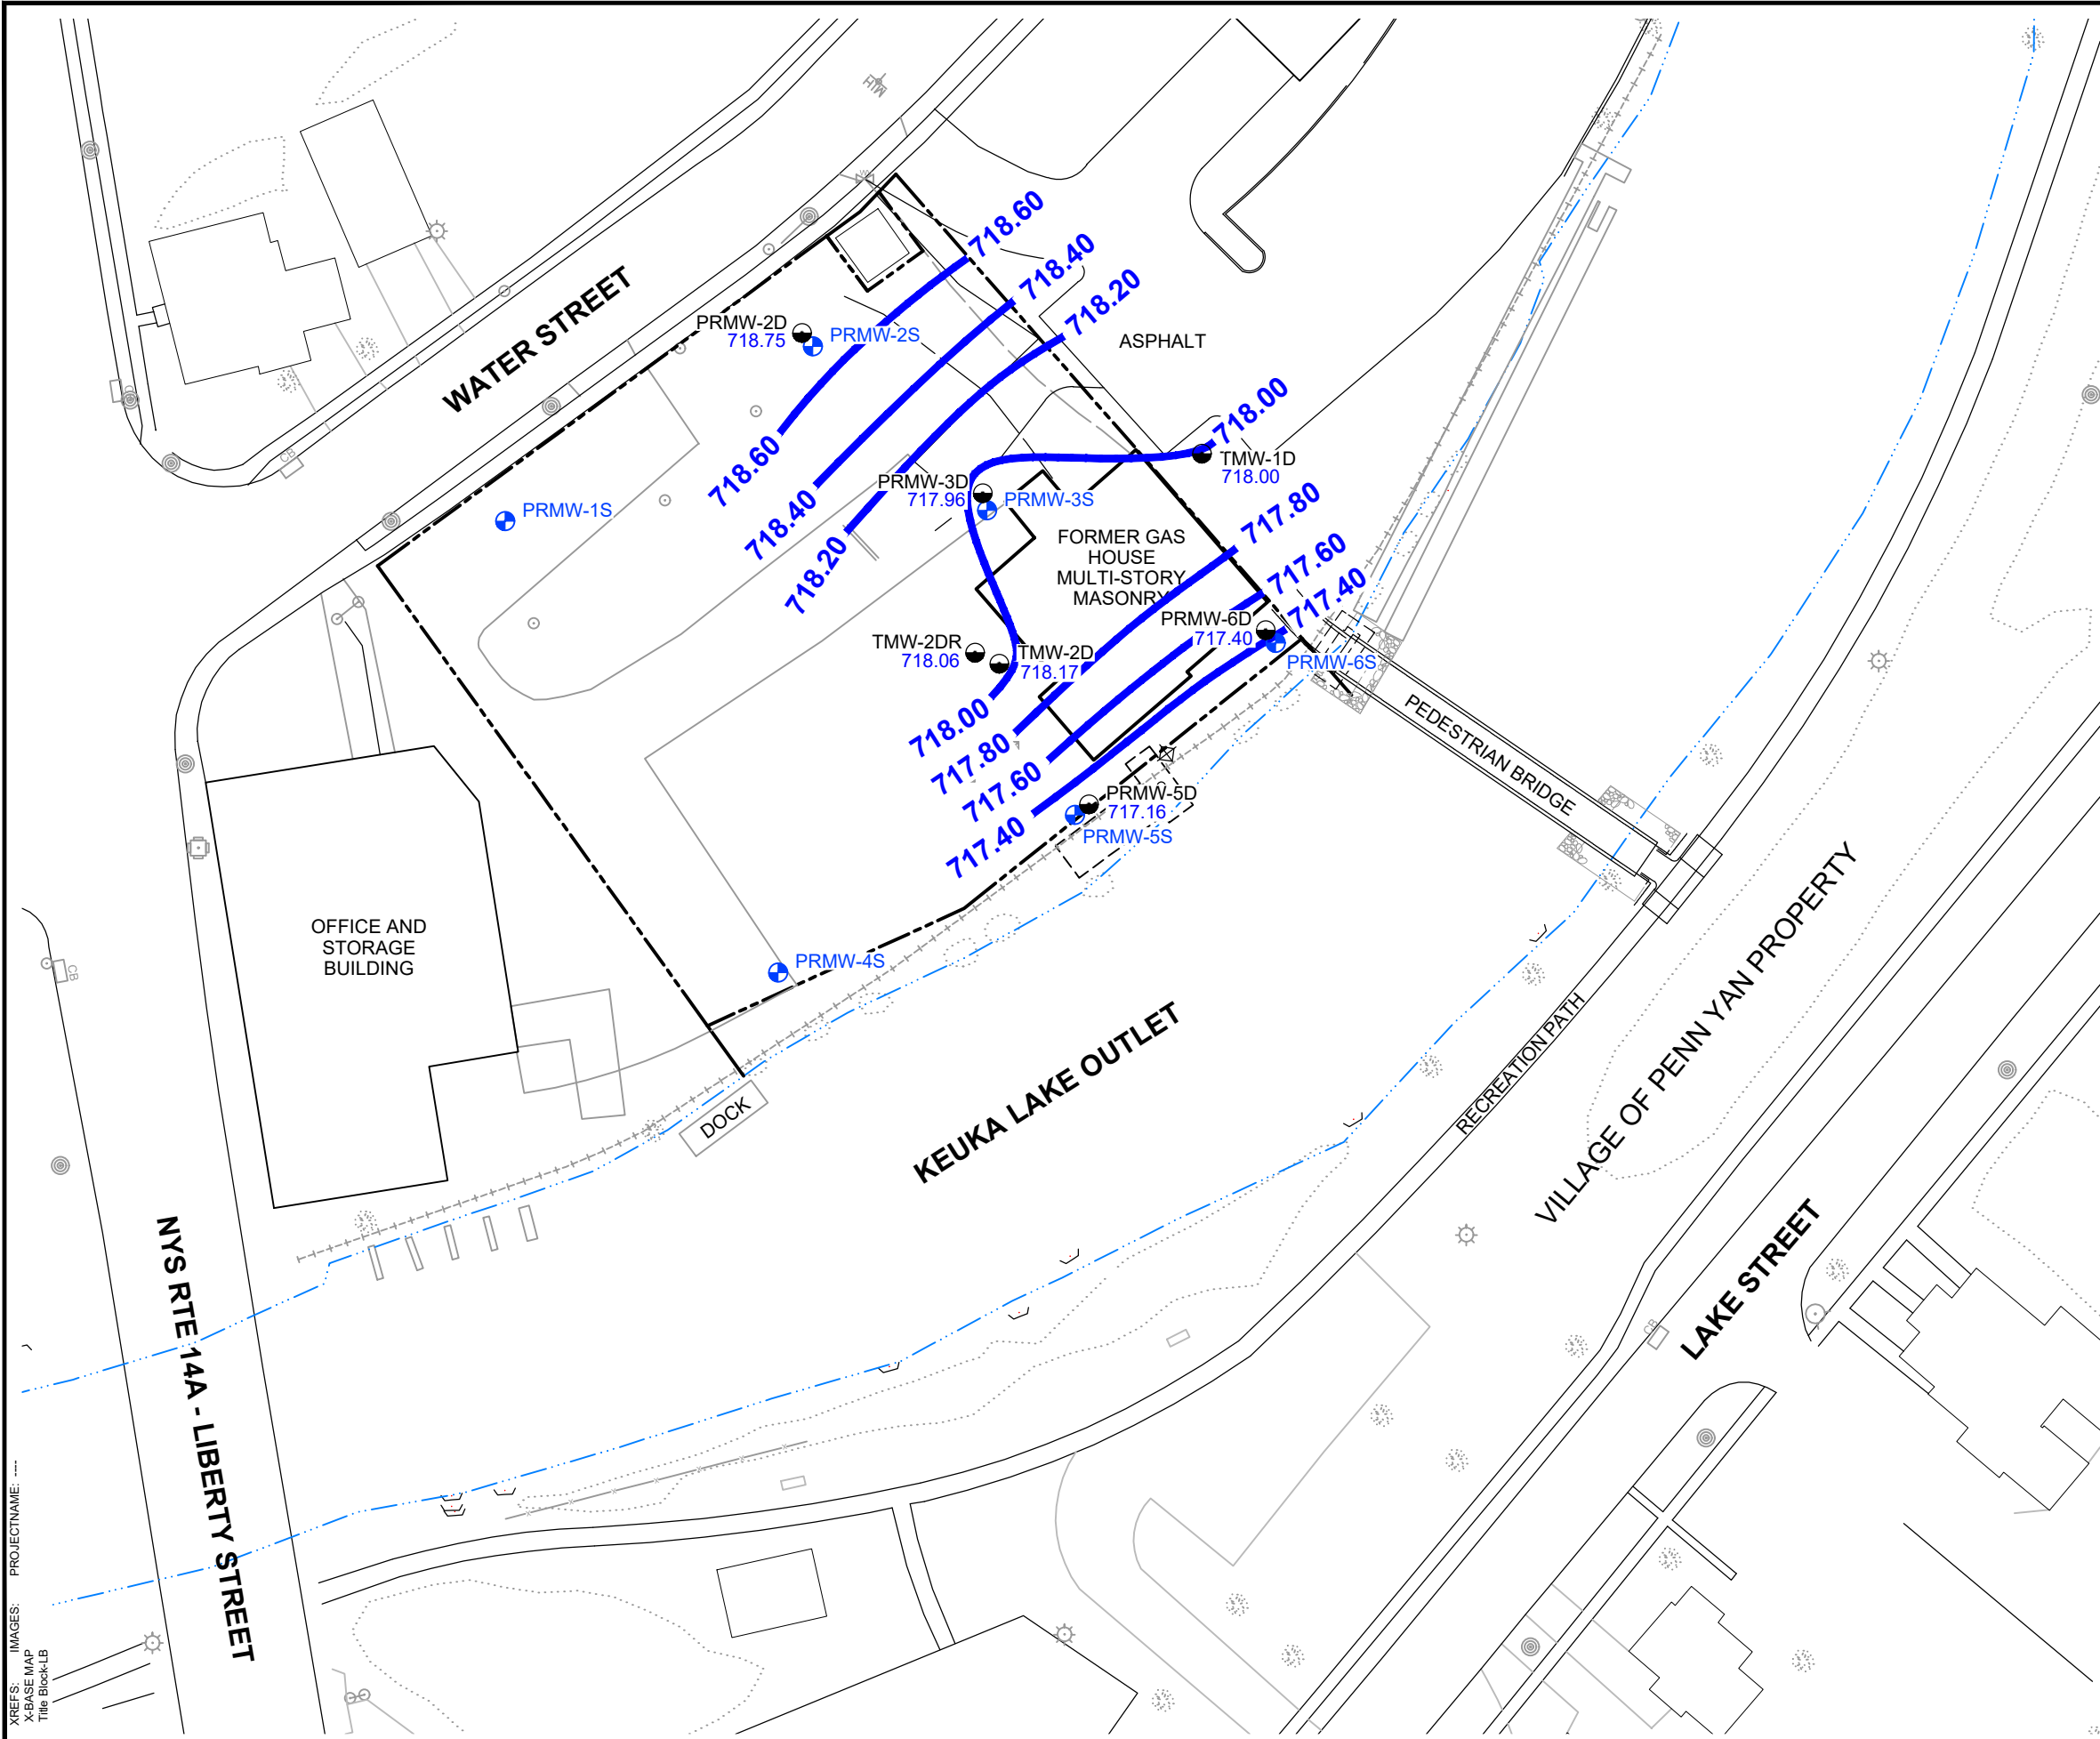 718.60
718.40
718.20
WATER STREET
PRMW-2D
718.75
PRMW-2S
ASPHALT
718.00
718.60
718.40
718.20
PRMW-3D
717.96
PRMW-3S
TMW-1D
718.00
PRMW-1S
717.80
717.60
717.40
FORMER GAS
HOUSE
MULTI-STORY
MASONRY
PRMW-6D
717.40
PRMW-6S
TMW-2DR
718.06
TMW-2D
718.17
718.00
717.80
717.60
717.40
PRMW-5D
717.16
PRMW-5S
PEDESTRIAN BRIDGE
OFFICE AND
STORAGE
BUILDING
PRMW-4S
DOCK
KEUKA LAKE OUTLET
RECREATION PATH
VILLAGE OF PENN YAN PROPERTY
LAKE STREET
NYS RTE 14A - LIBERTY STREET
CB
CB
CB
MH
XREFS: IMAGES: PROJECTNAME: ----
X-BASE MAP
Title Block-LB